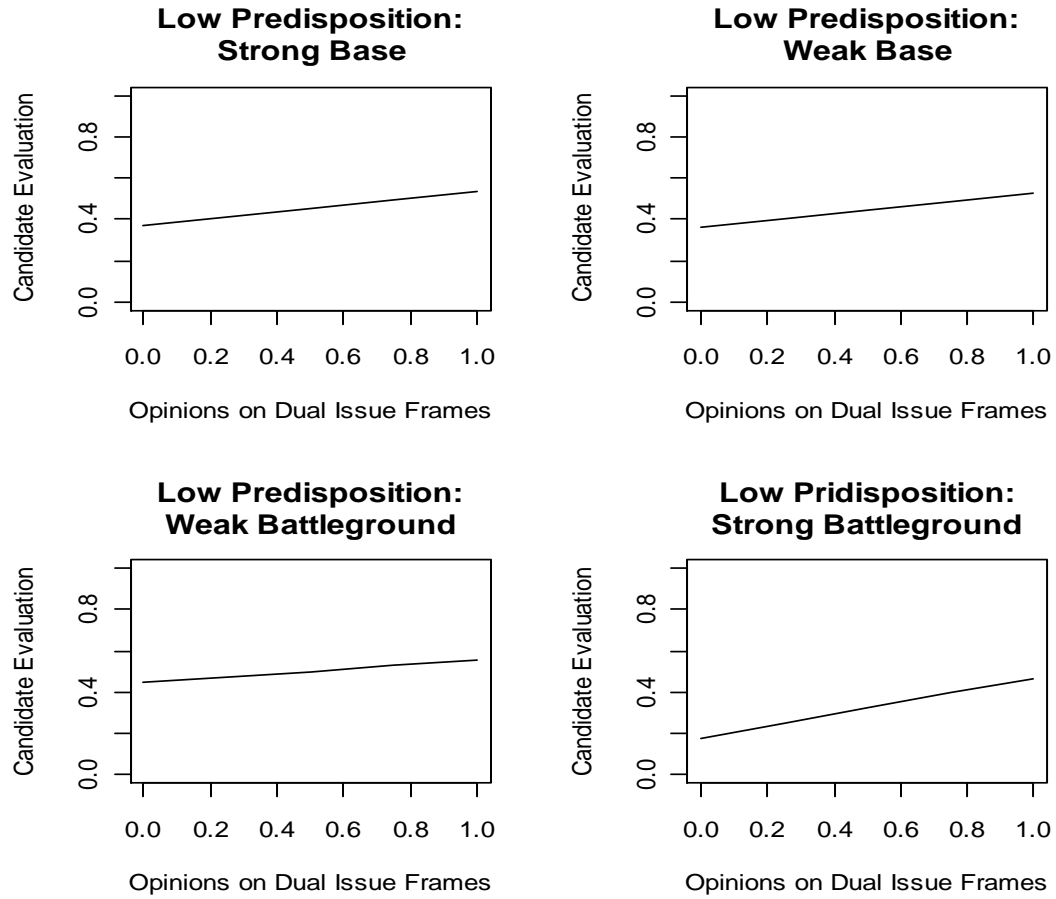 Low Predisposition:
Strong Base
Candidate Evaluation
0.0 0.4 0.8
0.0 0.2 0.4 0.6 0.8 1.0
Opinions on Dual Issue Frames
Low Predisposition:
Weak Base
Candidate Evaluation
0.0 0.4 0.8
0.0 0.2 0.4 0.6 0.8 1.0
Opinions on Dual Issue Frames
Low Predisposition:
Weak Battleground
Candidate Evaluation
0.0 0.4 0.8
0.0 0.2 0.4 0.6 0.8 1.0
Opinions on Dual Issue Frames
Low Pridisposition:
Strong Battleground
Candidate Evaluation
0.0 0.4 0.8
0.0 0.2 0.4 0.6 0.8 1.0
Opinions on Dual Issue Frames